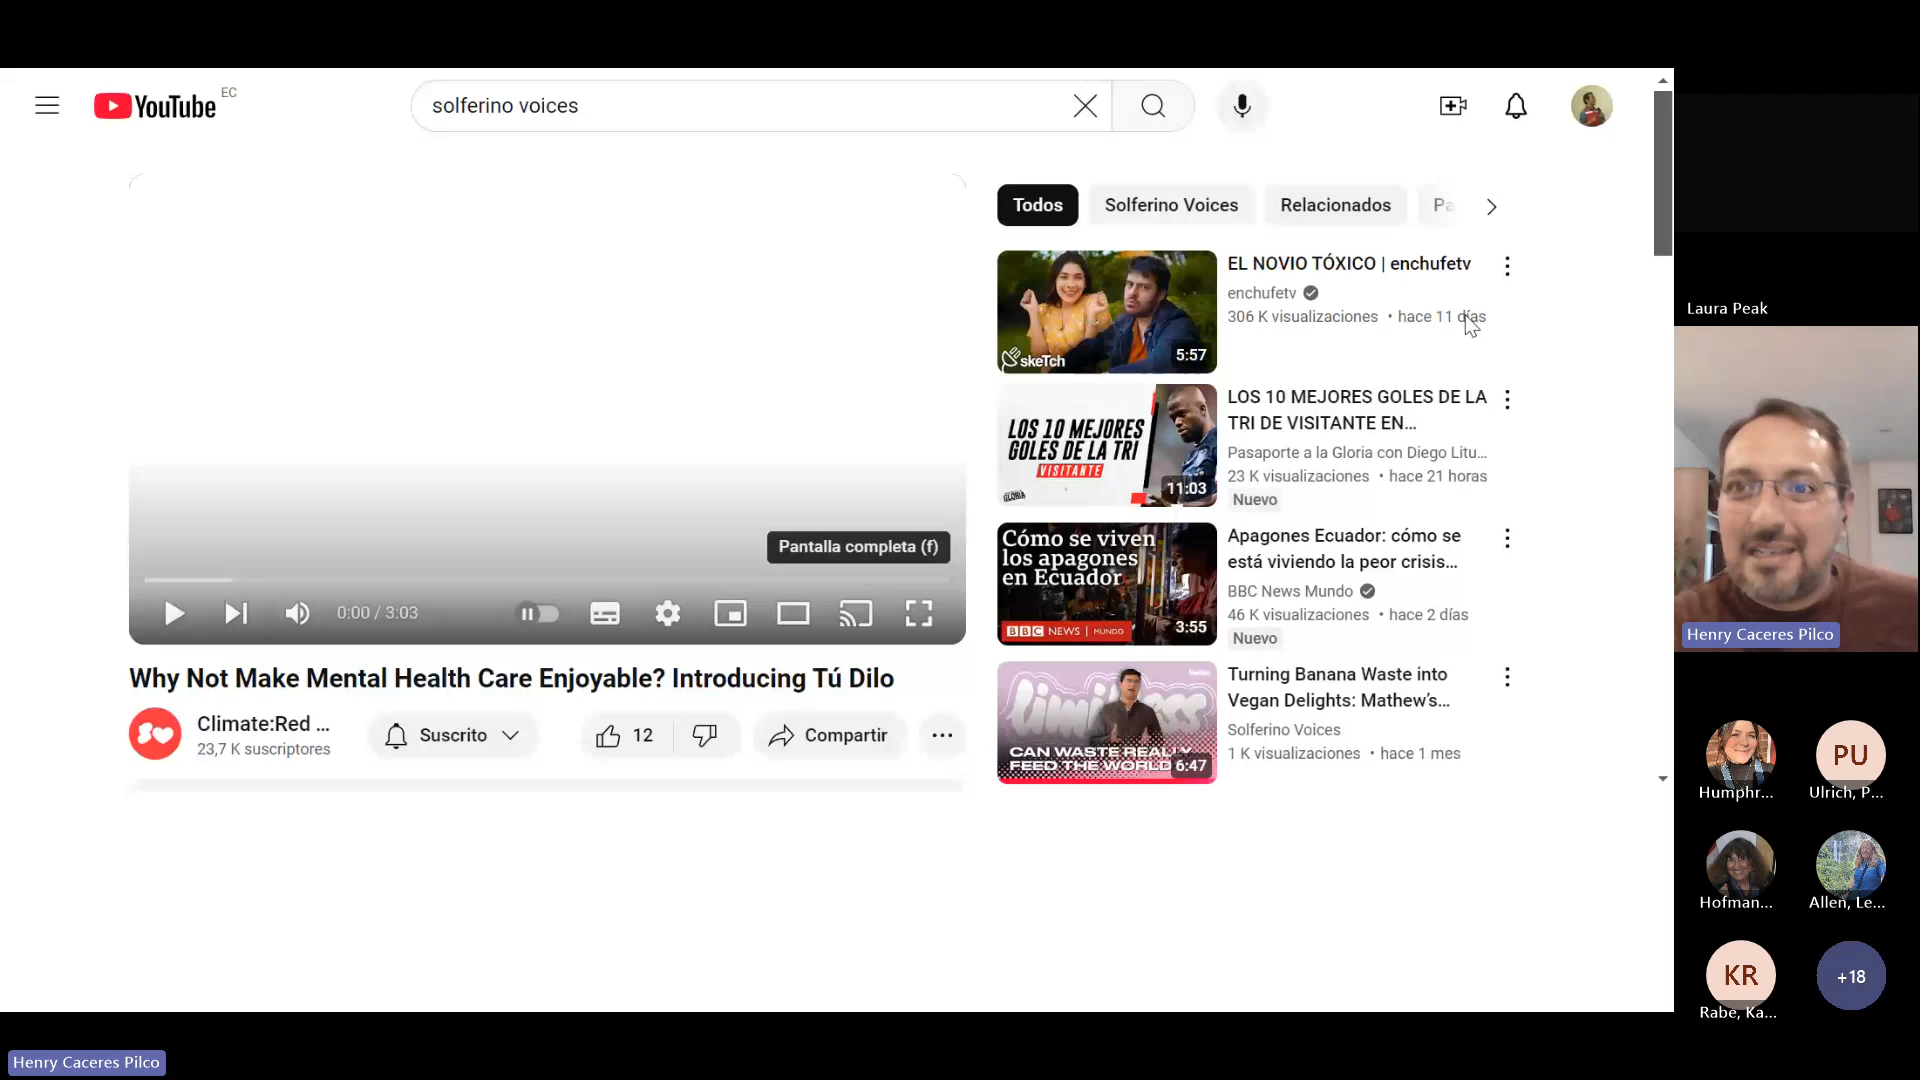 YouTube EC
solferino voices
Todos
Solferino Voices
Relacionados
Pa
EL NOVIO TÓXICO | enchufetv
enchufetv
306 K visualizaciones • hace 11 días
skeTch
5:57
LOS 10 MEJORES GOLES DE LA TRI
VISITANTE
GLORIA
11:03
LOS 10 MEJORES GOLES DE LA
TRI DE VISITANTE EN…
Pasaporte a la Gloria con Diego Litu...
23 K visualizaciones • hace 21 horas
Nuevo
Cómo se viven
los apagones
en Ecuador
BBC NEWS | MUNDO
3:55
Apagones Ecuador: cómo se
está viviendo la peor crisis…
BBC News Mundo
46 K visualizaciones • hace 2 días
Nuevo
limitless
CAN WASTE REALLY
FEED THE WORLD
6:47
Turning Banana Waste into
Vegan Delights: Mathew’s…
Solferino Voices
1 K visualizaciones • hace 1 mes
Pantalla completa (f)
0:00 / 3:03
Why Not Make Mental Health Care Enjoyable? Introducing Tú Dilo
Climate:Red ...
23,7 K suscriptores
Suscrito
12
Compartir
Laura Peak
Henry Caceres Pilco
Humphr...
PU
Ulrich, P...
Hofman...
Allen, Le...
KR
Rabe, Ka...
+18
Henry Caceres Pilco